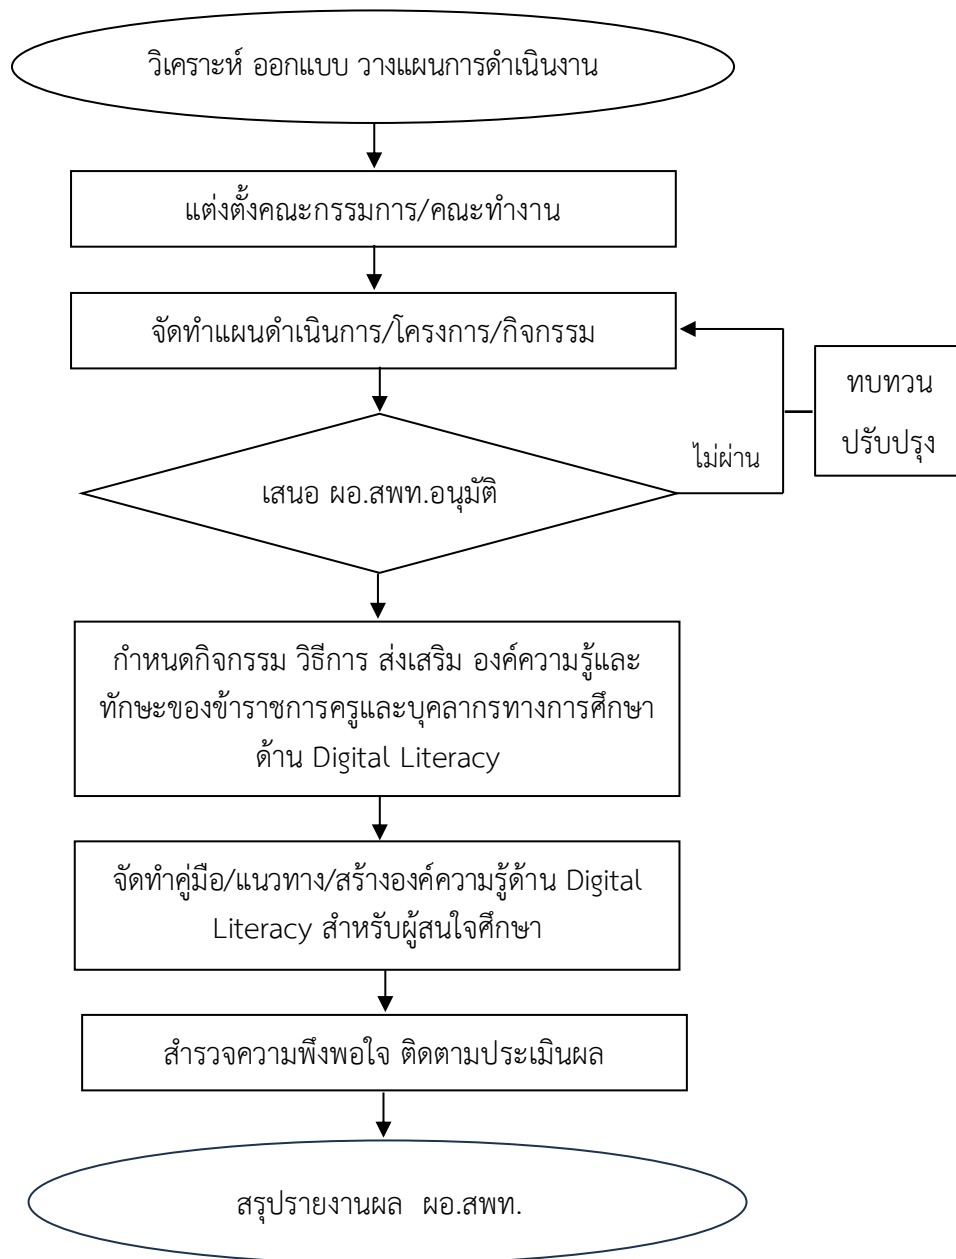 วิเคราะห์ ออกแบบ วางแผนการดำเนินงาน
แต่งตั้งคณะกรรมการ/คณะทำงาน
จัดทำแผนดำเนินการ/โครงการ/กิจกรรม
ทบทวน
ปรับปรุง
ไม่ผ่าน
เสนอ ผอ.สพท.อนุมัติ
กำหนดกิจกรรม วิธีการ ส่งเสริม องค์ความรู้และ
ทักษะของข้าราชการครูและบุคลากรทางการศึกษา
ด้าน Digital Literacy
จัดทำคู่มือ/แนวทาง/สร้างองค์ความรู้ด้าน Digital
Literacy สำหรับผู้สนใจศึกษา
สำรวจความพึงพอใจ ติดตามประเมินผล
สรุปรายงานผล ผอ.สพท.